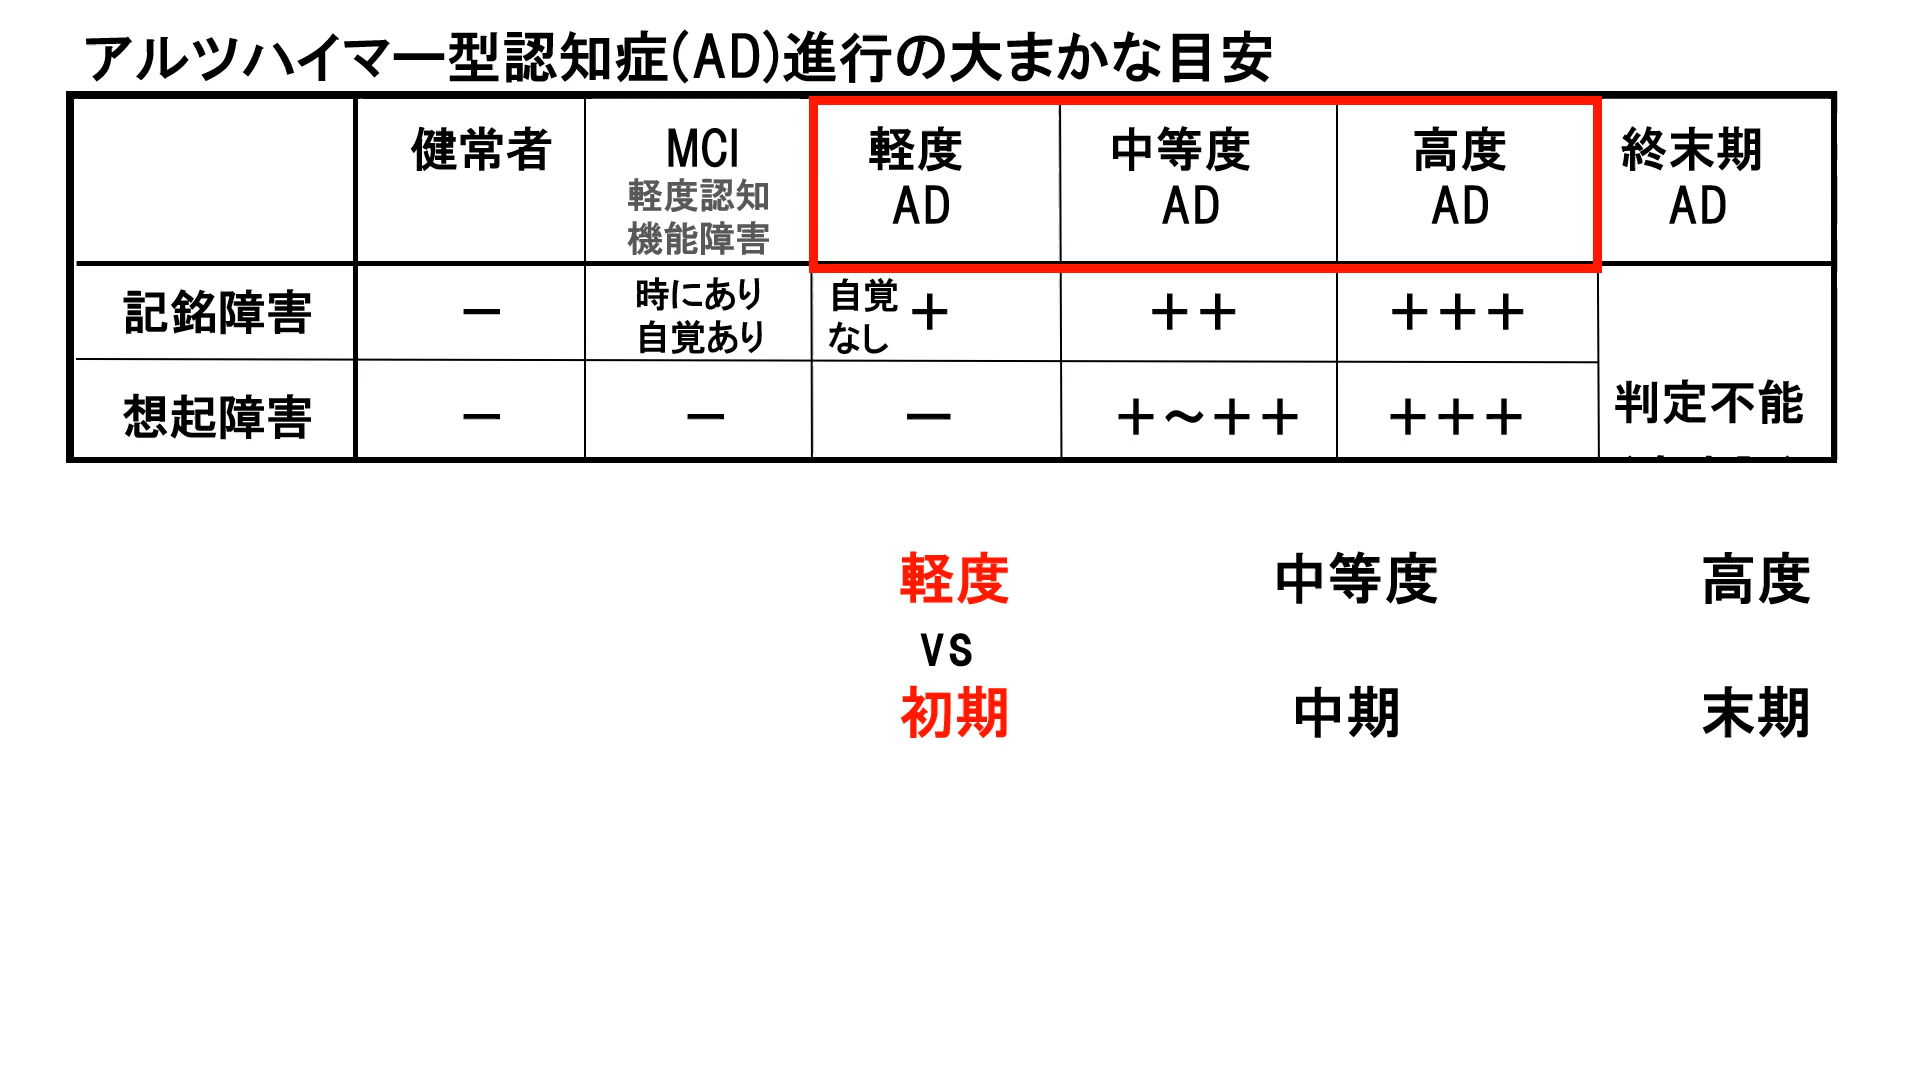 アルツハイマー型認知症(AD)進行の大まかな目安
健常者 MCI 軽度認知機能障害 軽度 AD 中等度 AD 高度 AD 終末期 AD
記銘障害 － 時にあり 自覚あり 自覚なし ＋ ＋＋ ＋＋＋
想起障害 － － － ＋～＋＋ ＋＋＋ 判定不能
軽度 中等度 高度
vs
初期 中期 末期